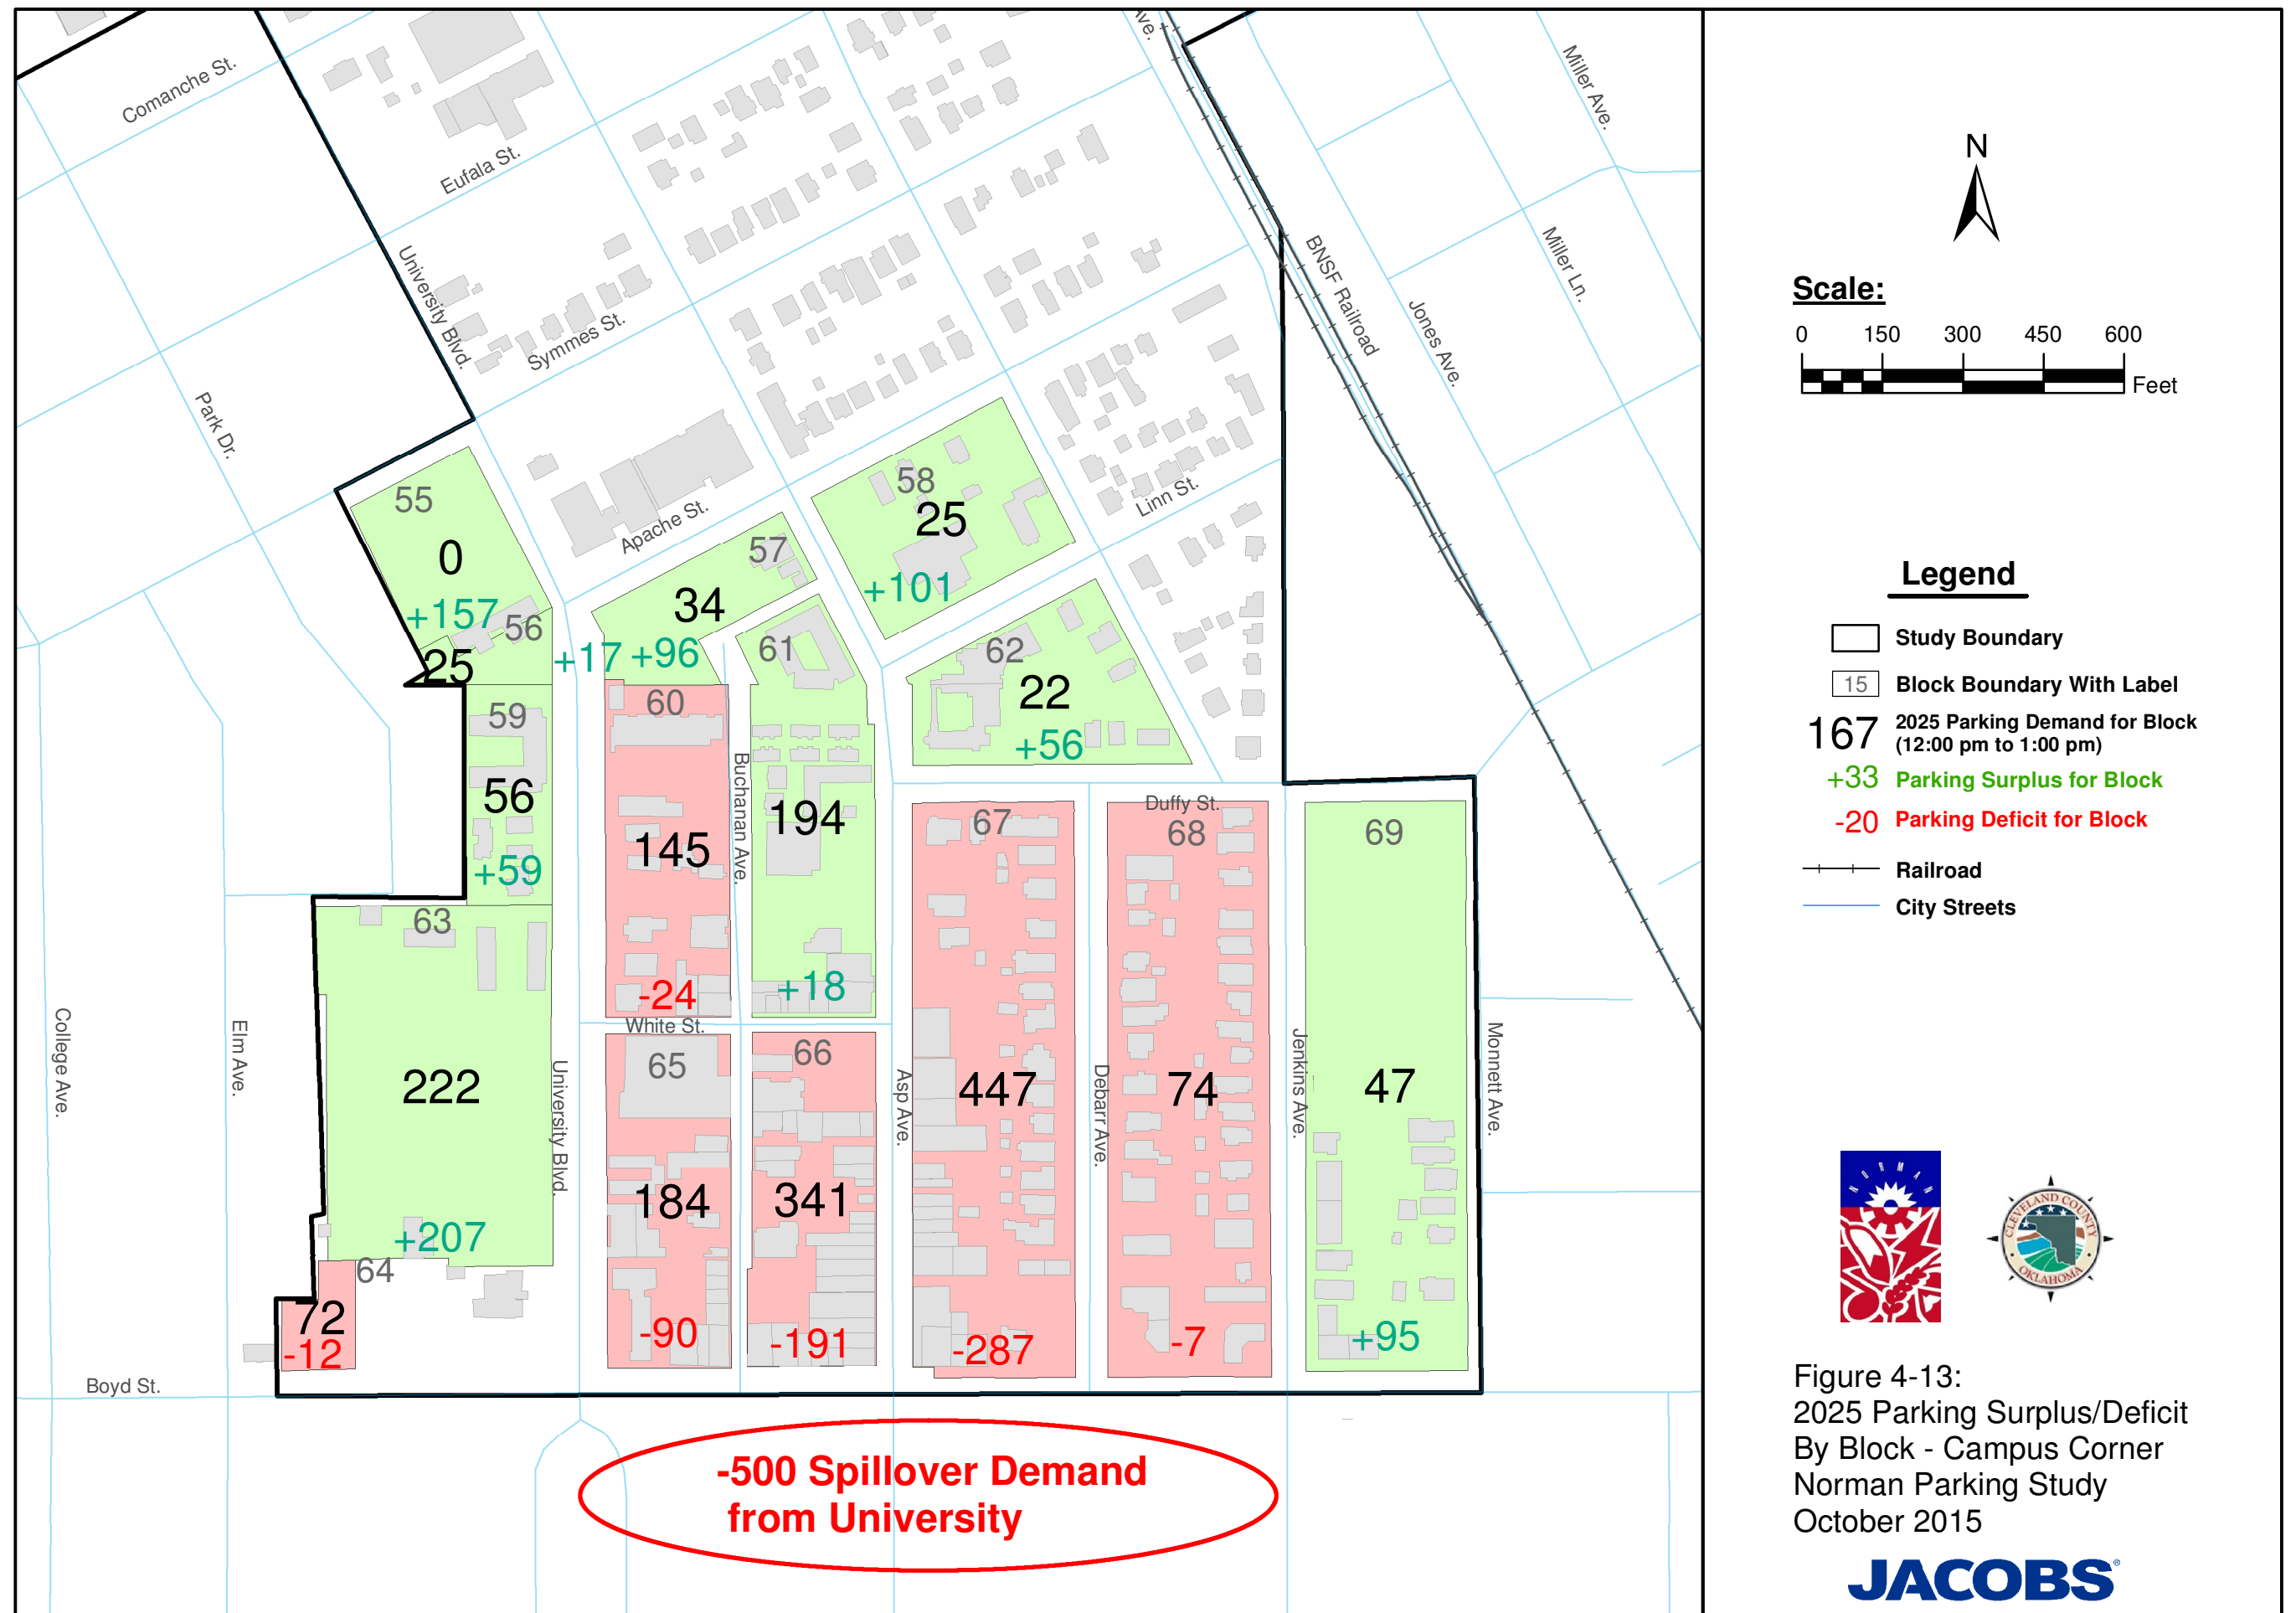 Comanche St.
Eufala St.
University Blvd.
Symmes St.
Park Dr.
Apache St.
Linn St.
Ave.
BNSF Railroad
Jones Ave.
Miller Ave.
Miller Ln.
55
0
+157
56
25
+17
57
34
+96
58
25
+101
59
56
+59
60
145
-24
Buchanan Ave.
61
194
+18
62
22
+56
Duffy St.
63
222
+207
64
72
-12
White St.
65
184
-90
66
341
-191
67
447
-287
68
74
-7
69
47
+95
College Ave.
Elm Ave.
University Blvd.
Asp Ave.
Debarr Ave.
Jenkins Ave.
Monnett Ave.
Boyd St.
-500 Spillover Demand
from University
N
Scale:
0 150 300 450 600
Feet
Legend
Study Boundary
15 Block Boundary With Label
167 2025 Parking Demand for Block
(12:00 pm to 1:00 pm)
+33 Parking Surplus for Block
-20 Parking Deficit for Block
Railroad
City Streets
NORMAN
CLEVELAND COUNTY
OKLAHOMA
Figure 4-13:
2025 Parking Surplus/Deficit
By Block - Campus Corner
Norman Parking Study
October 2015
JACOBS®